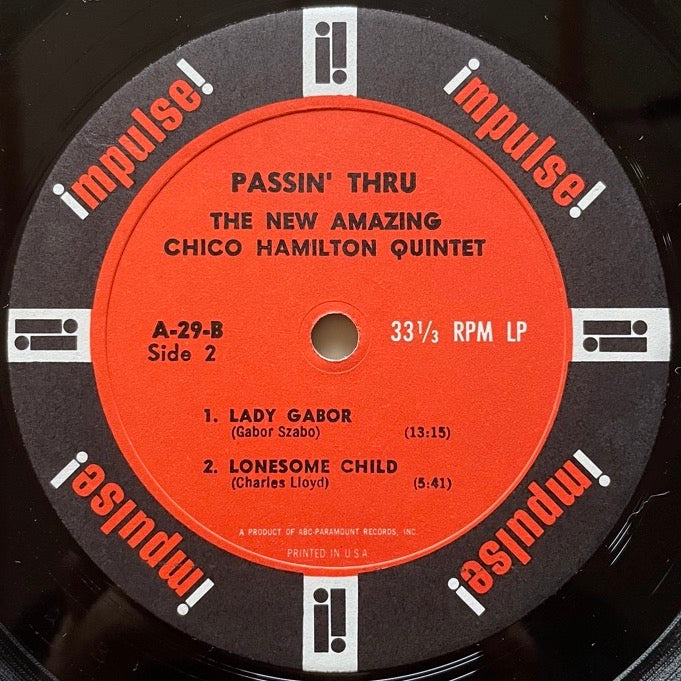 impulse!
impulse!
PASSIN' THRU
THE NEW AMAZING
CHICO HAMILTON QUINTET
A-29-B
Side 2
33 1/3 RPM LP
1. LADY GABOR
(Gabor Szabo) (13:15)
2. LONESOME CHILD
(Charles Lloyd) (5:41)
A PRODUCT OF ABC-PARAMOUNT RECORDS, INC.
PRINTED IN U S A
impulse!
impulse!